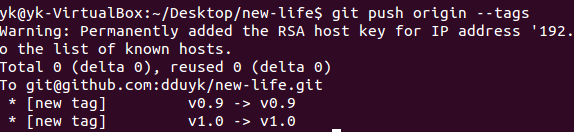 yk@yk-VirtualBox:~/Desktop/new-life$ git push origin --tags
Warning: Permanently added the RSA host key for IP address '192.
o the list of known hosts.
Total 0 (delta 0), reused 0 (delta 0)
To git@github.com:dduyk/new-life.git
 * [new tag]         v0.9 -> v0.9
 * [new tag]         v1.0 -> v1.0